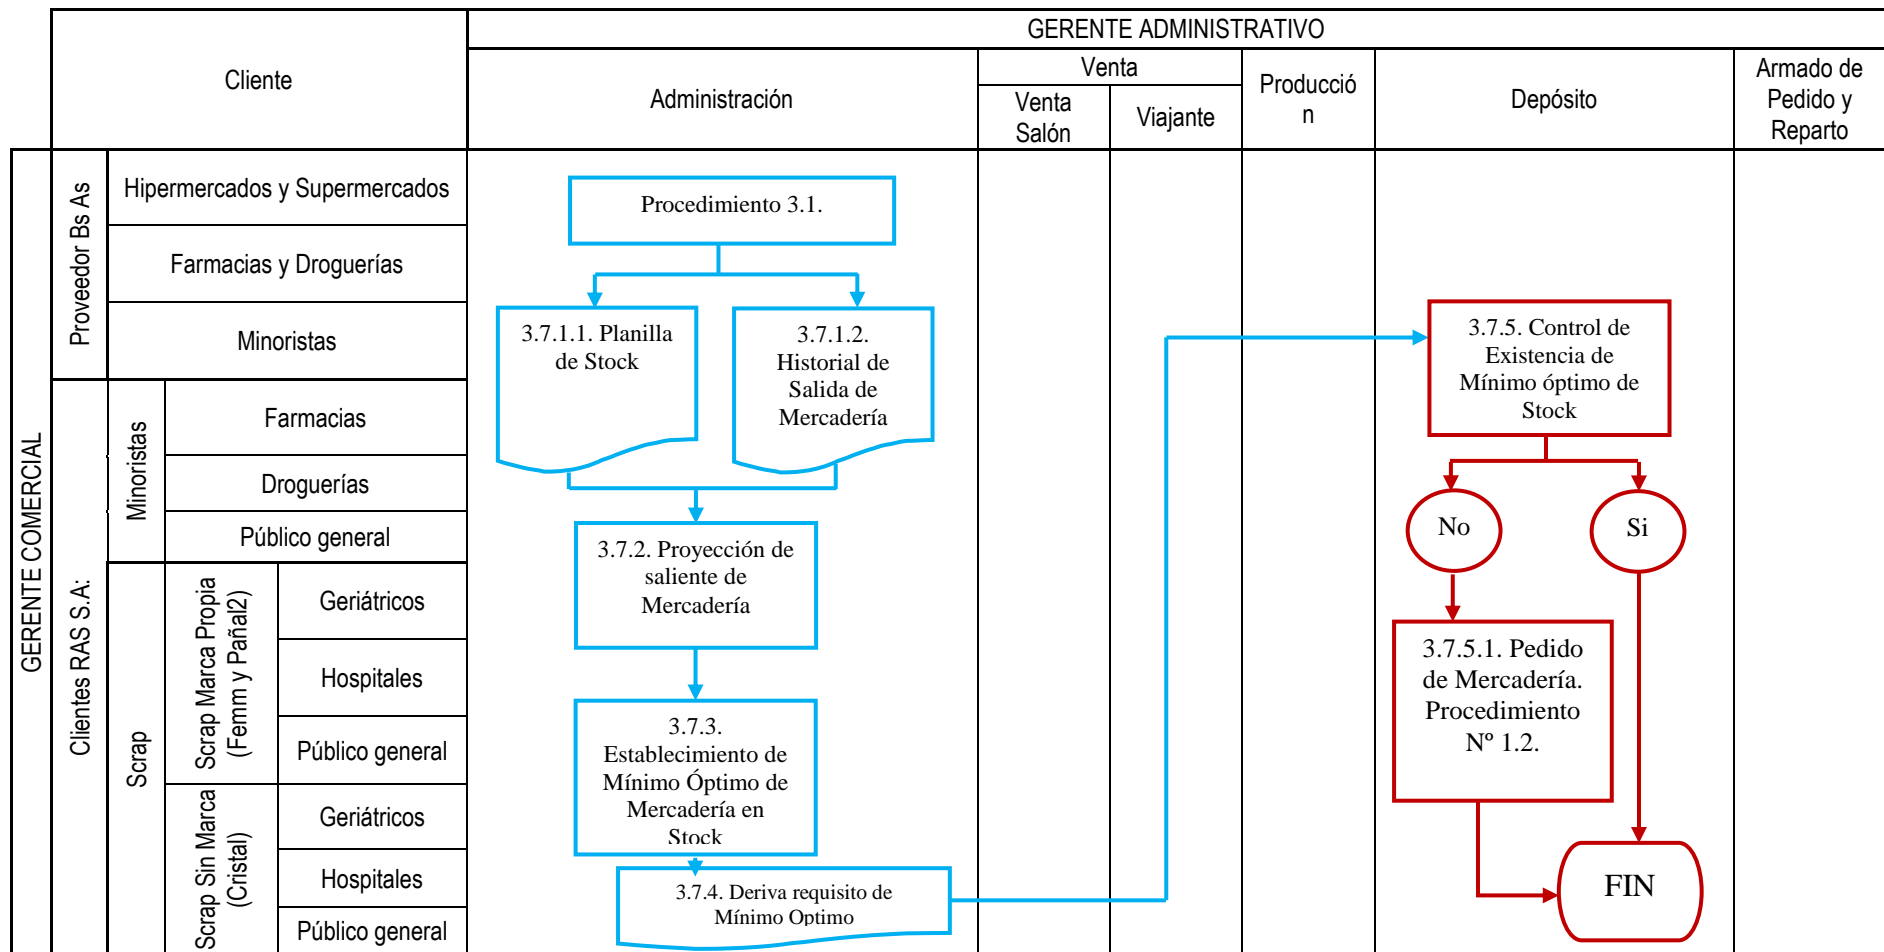 GERENTE ADMINISTRATIVO
Cliente
Administración
Venta
Venta
Salón
Viajante
Producció
n
Depósito
Armado de
Pedido y
Reparto
GERENTE COMERCIAL
Proveedor Bs As
Hipermercados y Supermercados
Farmacias y Droguerías
Minoristas
Clientes RAS S.A:
Minoristas
Farmacias
Droguerías
Público general
Scrap
Scrap Marca Propia
(Femm y Pañal2)
Geriátricos
Hospitales
Público general
Scrap Sin Marca
(Cristal)
Geriátricos
Hospitales
Público general
Procedimiento 3.1.
3.7.1.1. Planilla
de Stock
3.7.1.2.
Historial de
Salida de
Mercadería
3.7.2. Proyección de
saliente de
Mercadería
3.7.3.
Establecimiento de
Mínimo Óptimo de
Mercadería en
Stock
3.7.4. Deriva requisito de
Mínimo Optimo
3.7.5. Control de
Existencia de
Mínimo óptimo de
Stock
No
Si
3.7.5.1. Pedido
de Mercadería.
Procedimiento
Nº 1.2.
FIN